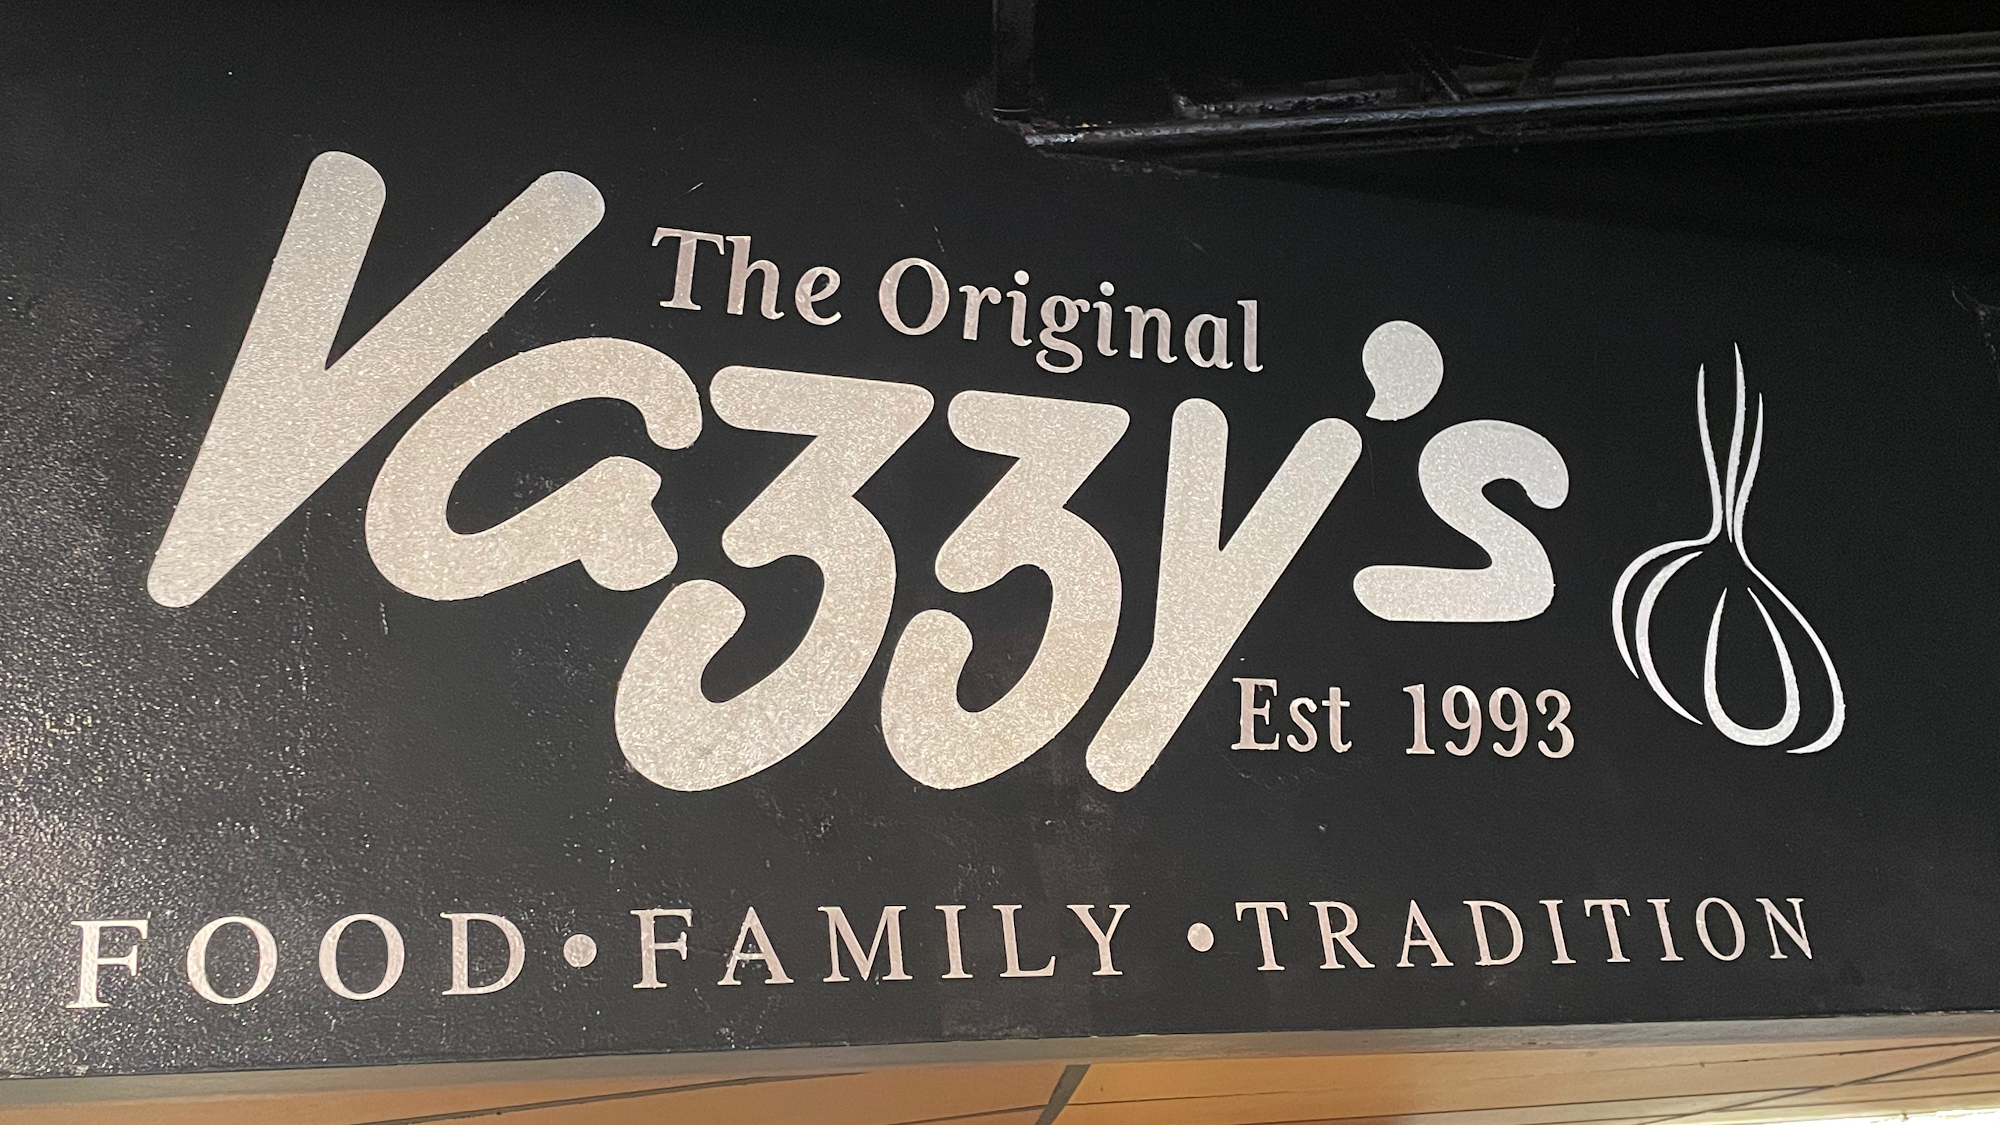 The Original
Vazzy's
Est 1993
FOOD•FAMILY•TRADITION